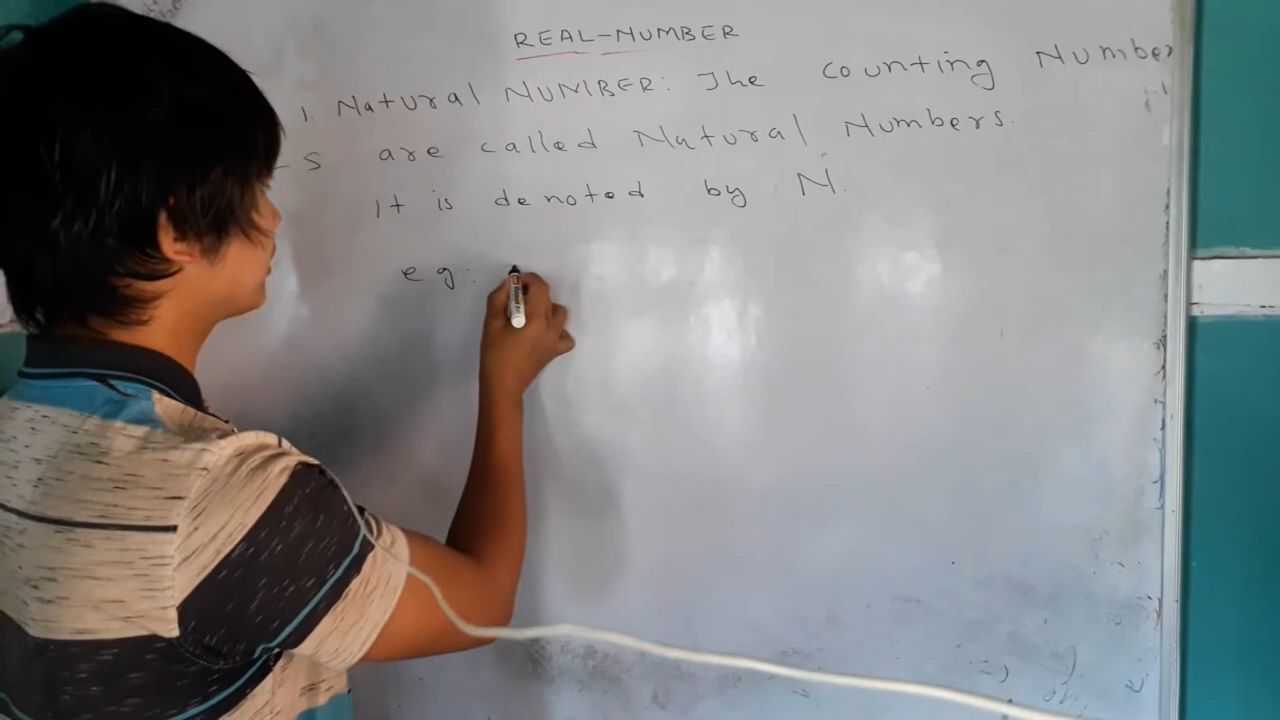 REAL-NUMBER
1. Natural NUMBER: The counting Number
-s are called Natural Numbers.
It is denoted by N.
eg: